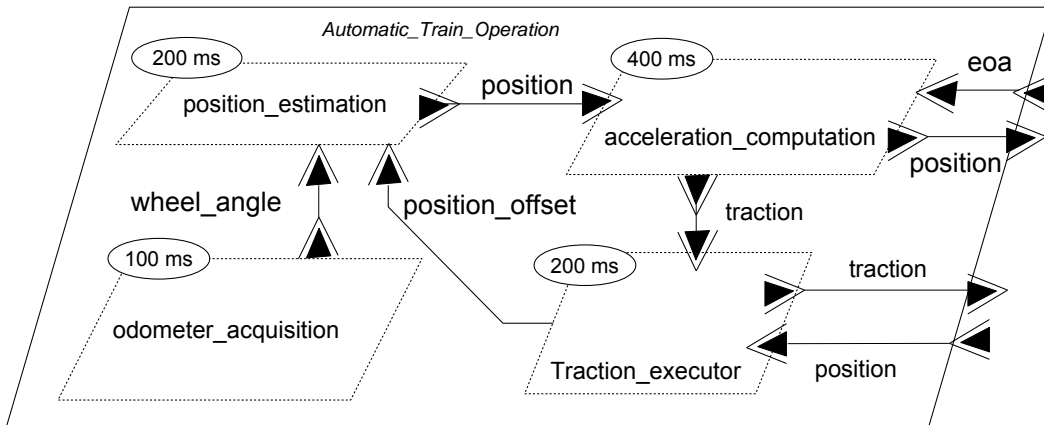 Automatic_Train_Operation
200 ms
position_estimation
position
400 ms
acceleration_computation
eoa
position
wheel_angle
position_offset
traction
100 ms
odometer_acquisition
200 ms
Traction_executor
traction
position